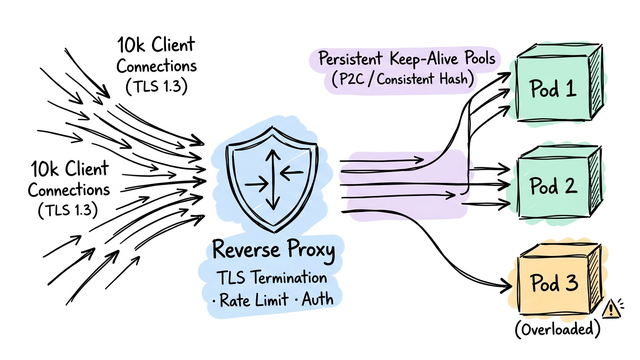 10k Client
Connections
(TLS 1.3)
10k Client
Connections
(TLS 1.3)
Reverse Proxy
TLS Termination
· Rate Limit · Auth
Persistent Keep-Alive Pools
(P2C / Consistent Hash)
Pod 1
Pod 2
Pod 3
(Overloaded)